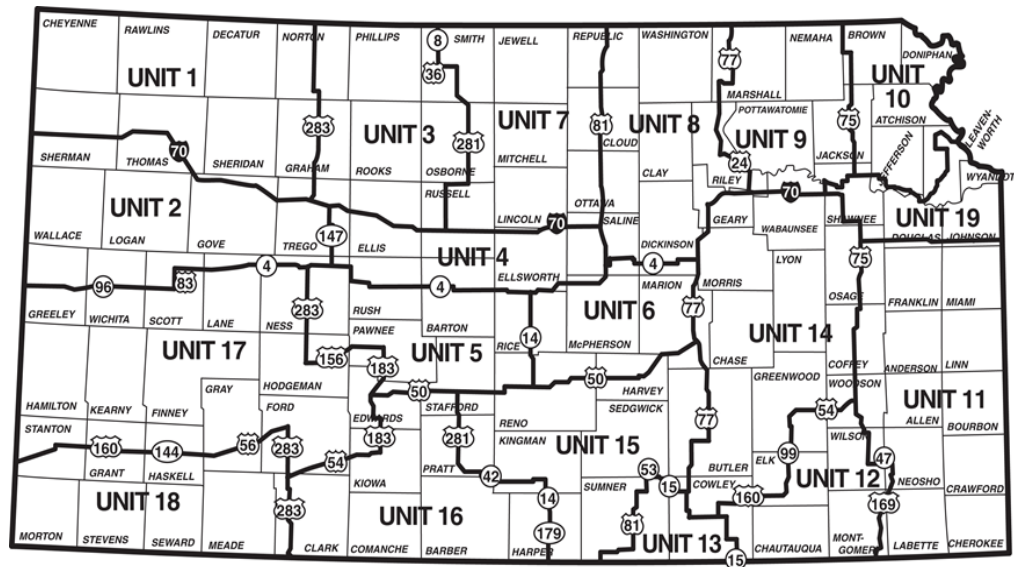 CHEYENNE RAWLINS DECATUR NORTON PHILLIPS 8 SMITH JEWELL REPUBLIC WASHINGTON NEMAHA BROWN DONIPHAN
36 77
UNIT 1 UNIT 10
MARSHALL ATCHISON
283 UNIT 3 281 UNIT 7 81 UNIT 8 POTTAWATOMIE UNIT 9 75 LEAVEN-
WORTH
CLOUD
SHERMAN THOMAS 70 SHERIDAN GRAHAM ROOKS OSBORNE MITCHELL CLAY 24 JACKSON JEFFERSON
RUSSELL RILEY 70 WYANDOT
UNIT 2 LINCOLN 70 OTTAWA SALINE GEARY WABAUNSEE SHAWNEE UNIT 19
WALLACE LOGAN GOVE TREGO 147 ELLIS UNIT 4 DICKINSON DOUGLAS JOHNSON
96 83 4 4 ELLSWORTH 4 MARION MORRIS LYON 75
GREELEY WICHITA SCOTT LANE NESS 283 RUSH UNIT 6 77 OSAGE FRANKLIN MIAMI
PAWNEE BARTON 14
UNIT 17 156 183 UNIT 5 RICE McPHERSON UNIT 14
CHASE COFFEY ANDERSON LINN
GRAY HODGEMAN 50 50 HARVEY GREENWOOD WOODSON
HAMILTON KEARNY FINNEY FORD EDWARDS STAFFORD RENO SEDGWICK 77 54 UNIT 11
ALLEN
STANTON 183 281 KINGMAN WILSON BOURBON
160 144 56 283 54 UNIT 15 99 47
GRANT HASKELL PRATT 42 53 BUTLER ELK UNIT 12 NEOSHO CRAWFORD
KIOWA SUMNER 15 COWLEY 160
UNIT 18 283 UNIT 16 14 81 169
179 UNIT 13
MORTON STEVENS SEWARD MEADE CLARK COMANCHE BARBER HARPER 15 CHAUTAUQUA MONT-
GOMERY LABETTE CHEROKEE